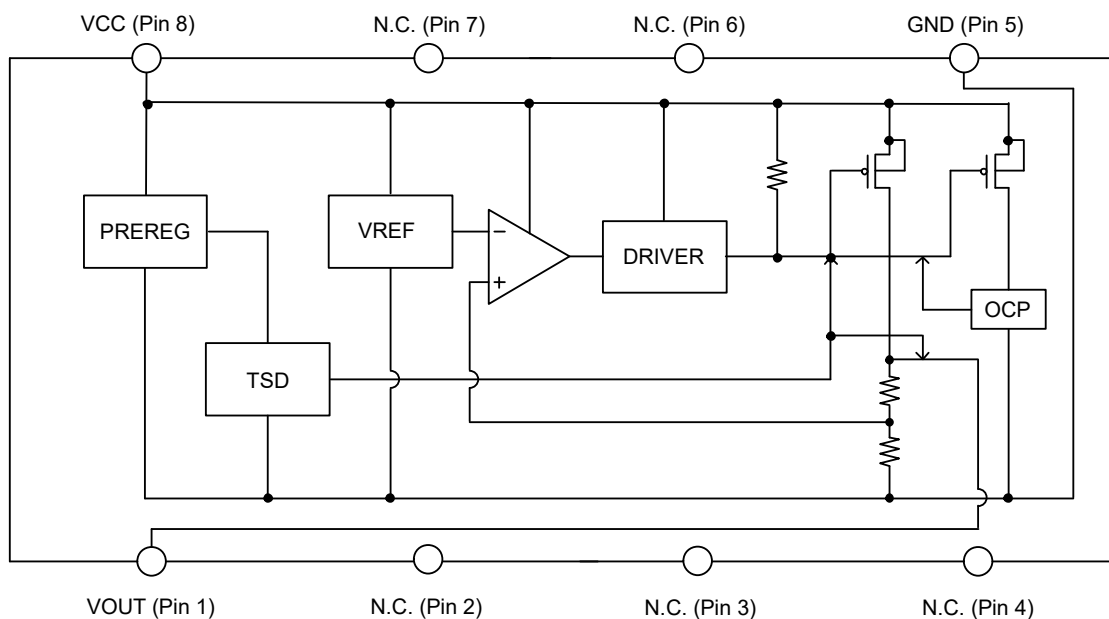 VCC (Pin 8)
N.C. (Pin 7)
N.C. (Pin 6)
GND (Pin 5)
PREREG
VREF
−
+
DRIVER
OCP
TSD
VOUT (Pin 1)
N.C. (Pin 2)
N.C. (Pin 3)
N.C. (Pin 4)